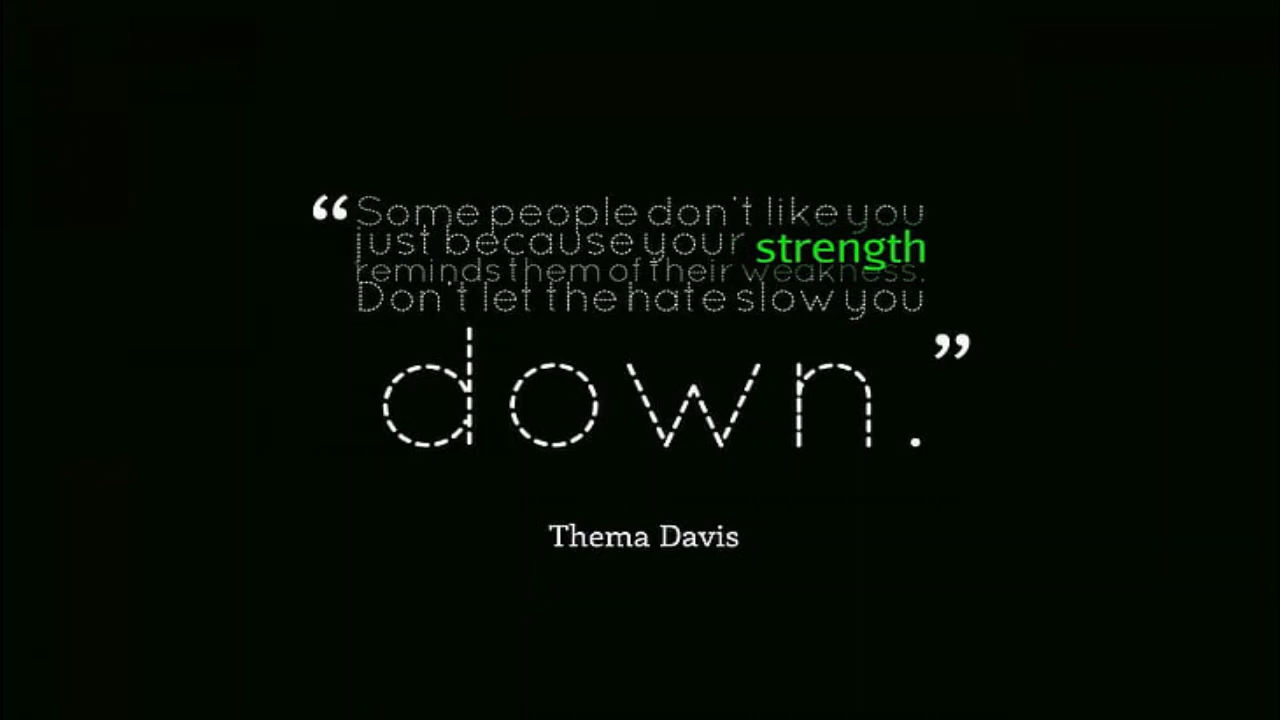 “Some people don't like you
just because your strength
reminds them of their weakness.
Don't let the hate slow you
down.”
Thema Davis